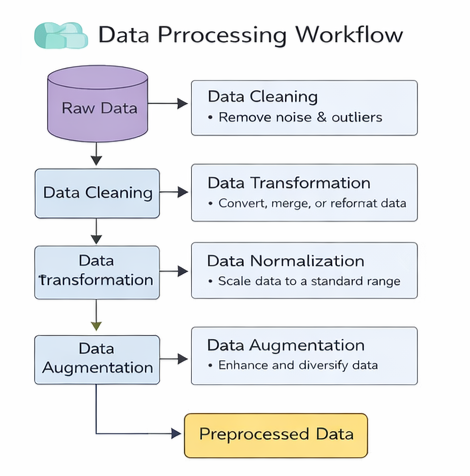 Data Prrocessing Workflow
Raw Data
Data Cleaning
• Remove noise & outliers
Data Cleaning
Data Transformation
• Convert, merge, or reformat data
Data
Transformation
Data Normalization
• Scale data to a standard range
Data
Augmentation
Data Augmentation
• Enhance and diversify data
Preprocessed Data